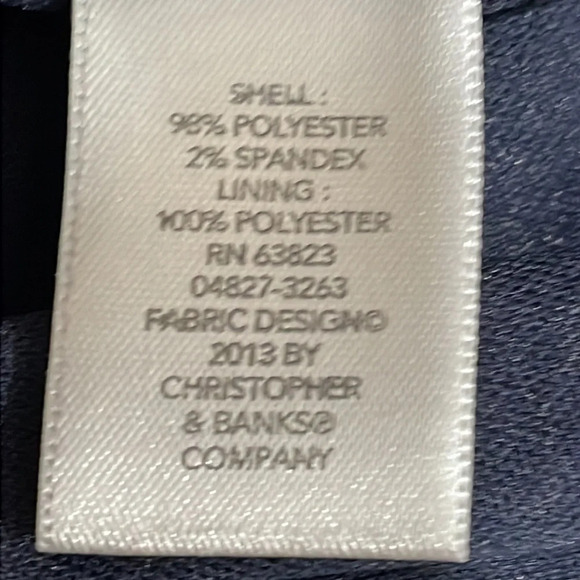 SHELL :
98% POLYESTER
2% SPANDEX
LINING :
100% POLYESTER
RN 63823
04827-3263
FABRIC DESIGN©
2013 BY
CHRISTOPHER
& BANKS®
COMPANY